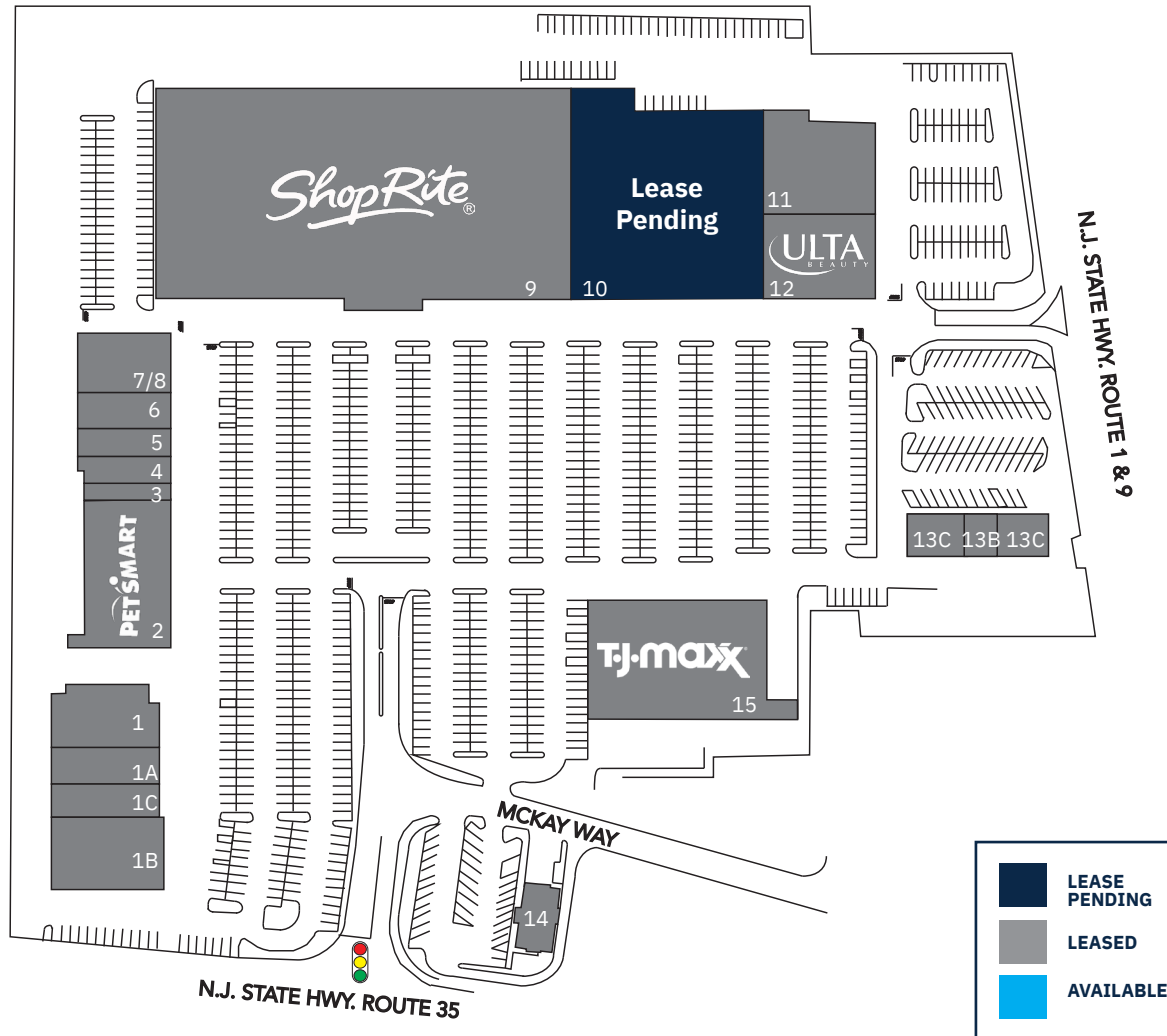 ShopRite®
Lease
Pending
11
ULTA
BEAUTY
9
10
12
N.J. STATE HWY. ROUTE 1 & 9
7/8
6
5
4
3
PETSMART
2
13C
13B
13C
T·J·maxx
15
1
1A
1C
1B
MCKAY WAY
14
N.J. STATE HWY. ROUTE 35
LEASE
PENDING
LEASED
AVAILABLE